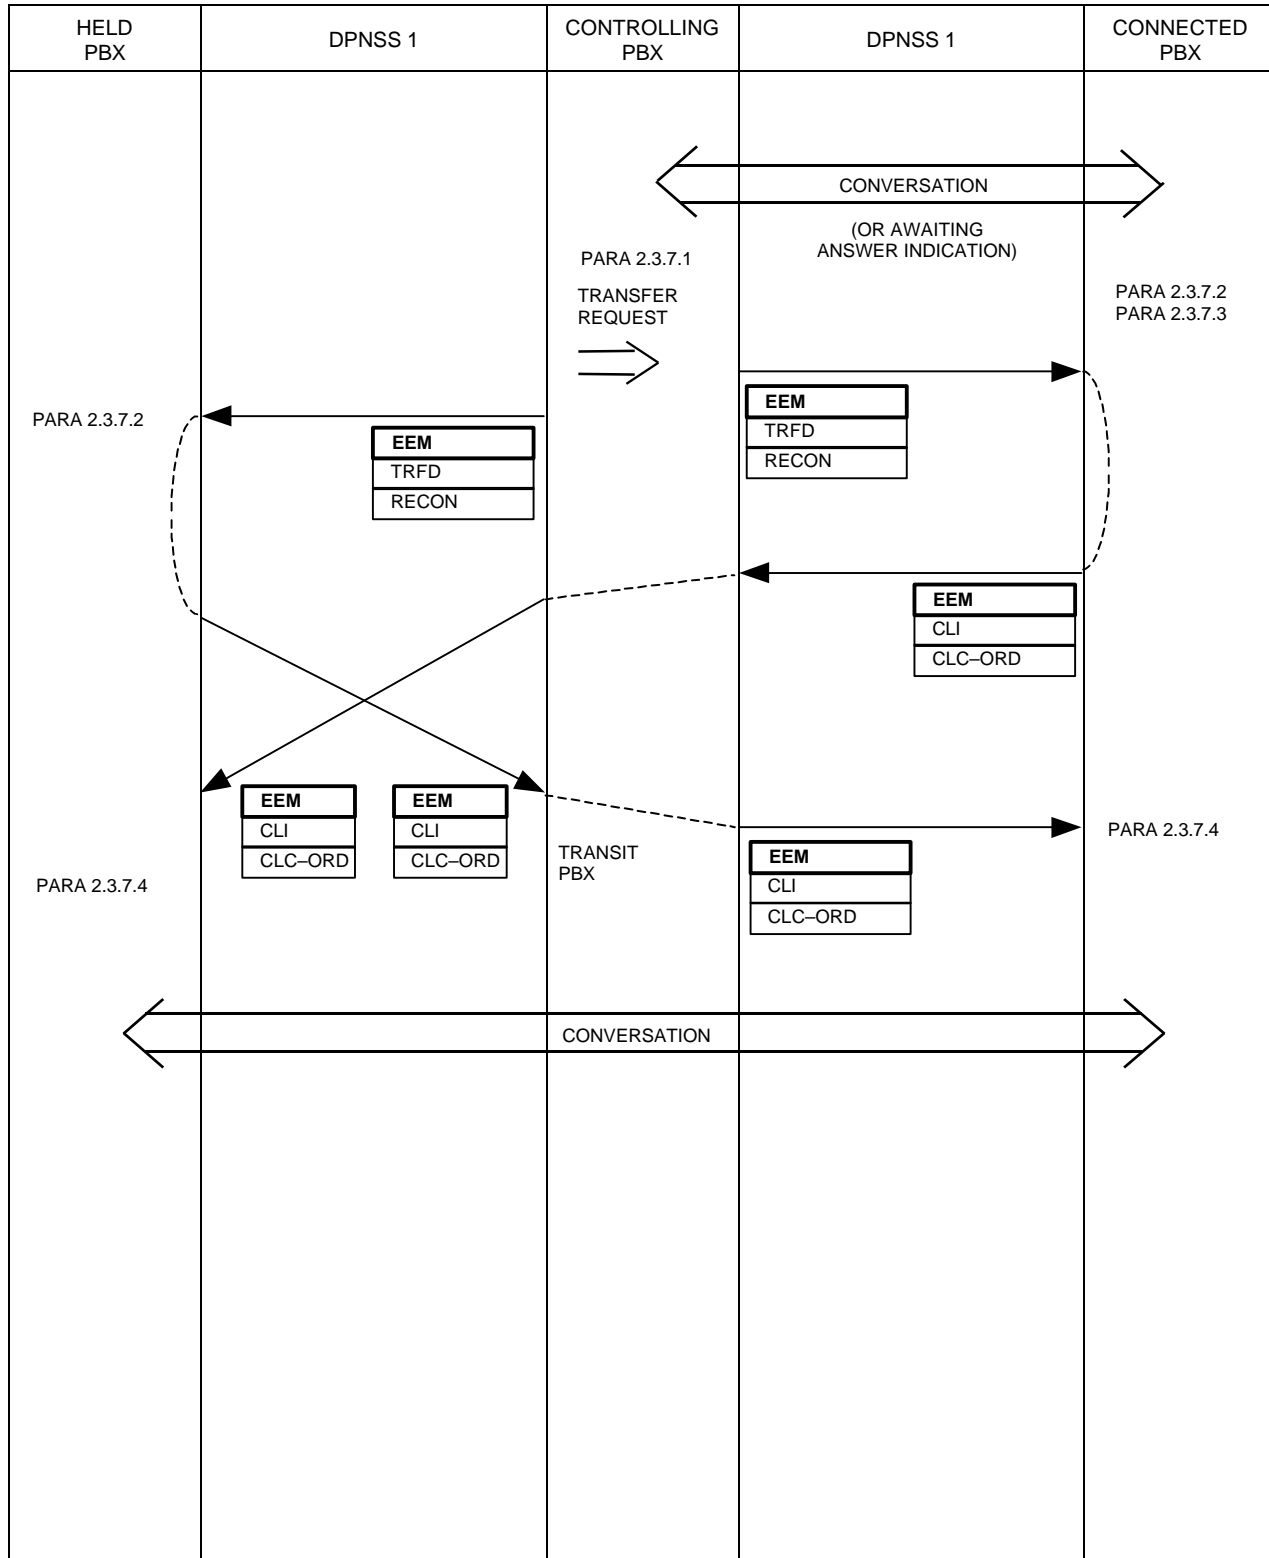 HELD
PBX
DPNSS 1
CONTROLLING
PBX
DPNSS 1
CONNECTED
PBX
CONVERSATION
(OR AWAITING
ANSWER INDICATION)
PARA 2.3.7.1
TRANSFER
REQUEST
PARA 2.3.7.2
PARA 2.3.7.3
EEM
TRFD
RECON
PARA 2.3.7.2
EEM
TRFD
RECON
EEM
CLI
CLC–ORD
EEM
CLI
CLC–ORD
EEM
CLI
CLC–ORD
TRANSIT
PBX
PARA 2.3.7.4
EEM
CLI
CLC–ORD
PARA 2.3.7.4
CONVERSATION